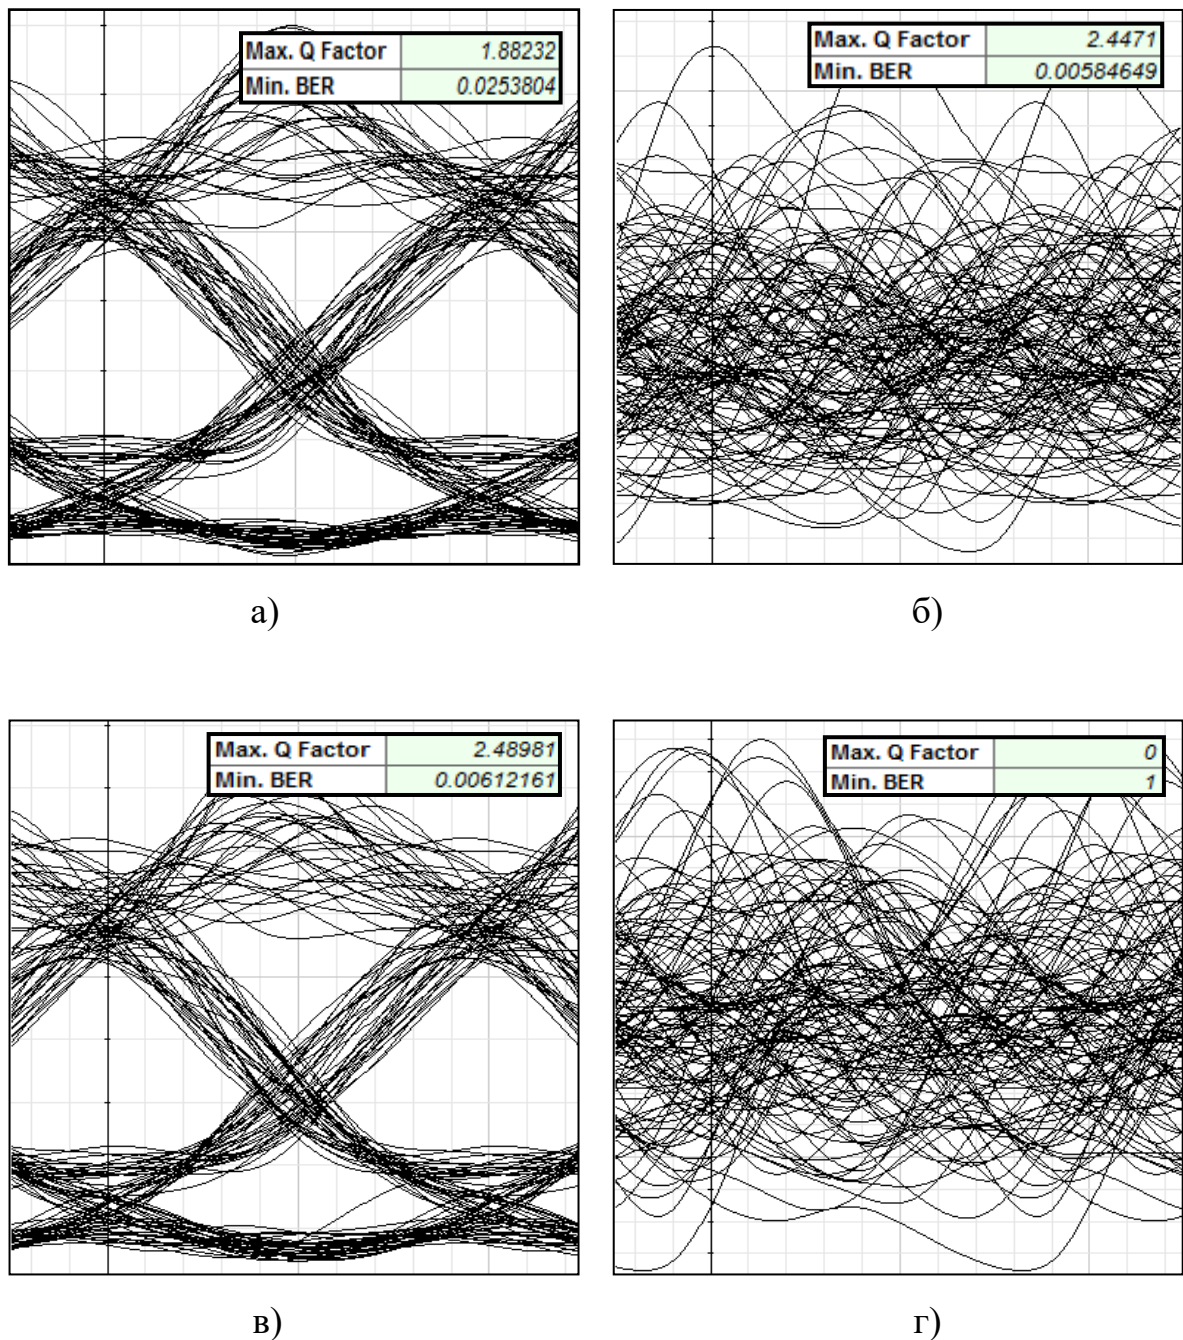 Max. Q Factor 1.88232
Min. BER 0.0253804
Max. Q Factor 2.4471
Min. BER 0.00584649
а)
б)
Max. Q Factor 2.48981
Min. BER 0.00612161
Max. Q Factor 0
Min. BER 1
в)
г)